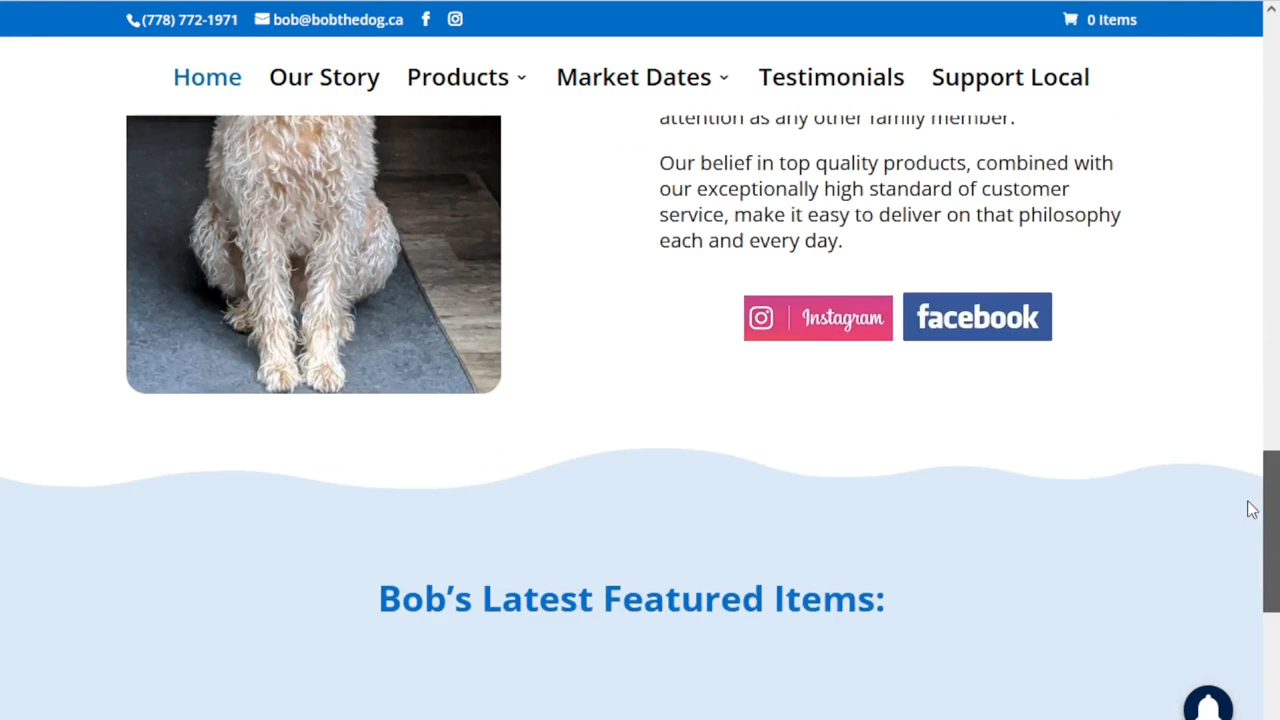 (778) 772-1971 bob@bobthedog.ca 0 Items
Home Our Story Products Market Dates Testimonials Support Local
attention as any other family member.
Our belief in top quality products, combined with
our exceptionally high standard of customer
service, make it easy to deliver on that philosophy
each and every day.
Instagram facebook
Bob’s Latest Featured Items: